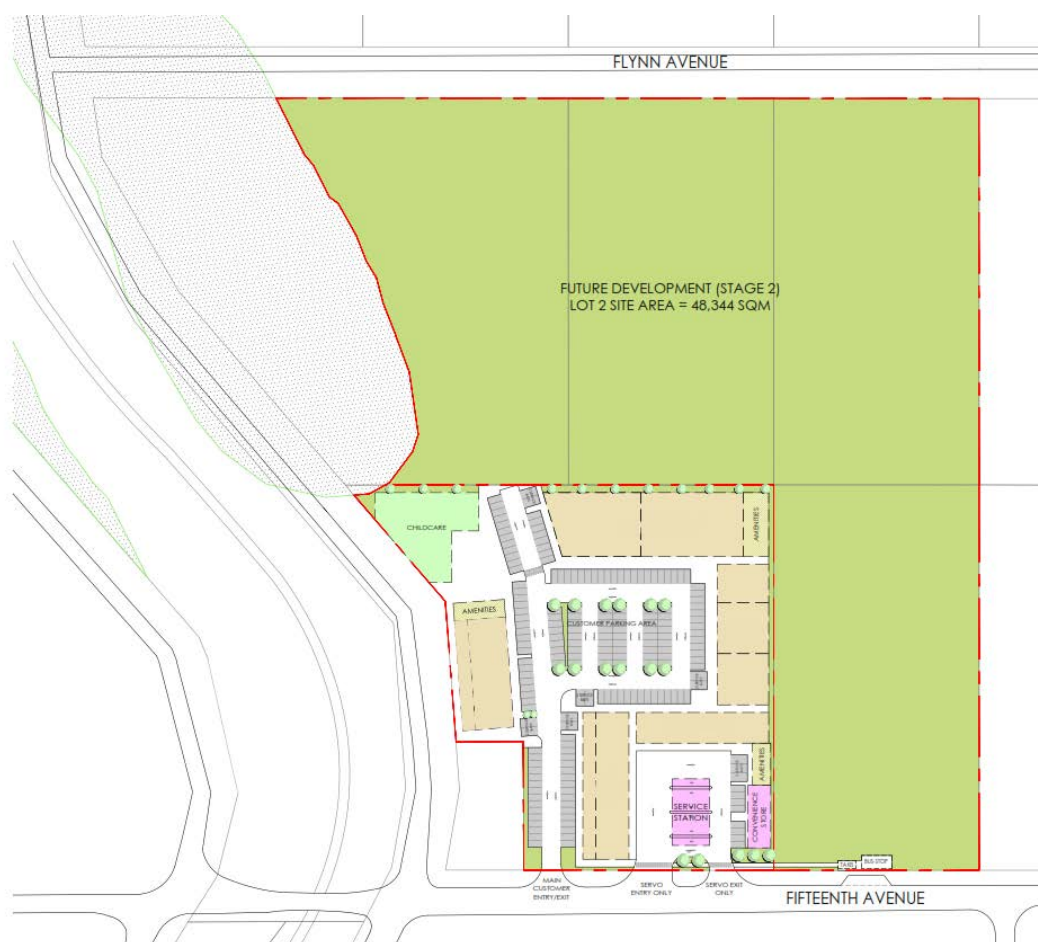 FLYNN AVENUE
FUTURE DEVELOPMENT (STAGE 2)
LOT 2 SITE AREA = 48,344 SQM
CHILDCARE
AMENITIES
AMENITIES
CUSTOMER PARKING AREA
AMENITIES
SERVICE
STATION
CONVENIENCE
STORE
TAXI
BUS STOP
MAIN
CUSTOMER
ENTRY/EXIT
SERVO
ENTRY ONLY
SERVO EXIT
ONLY
FIFTEENTH AVENUE